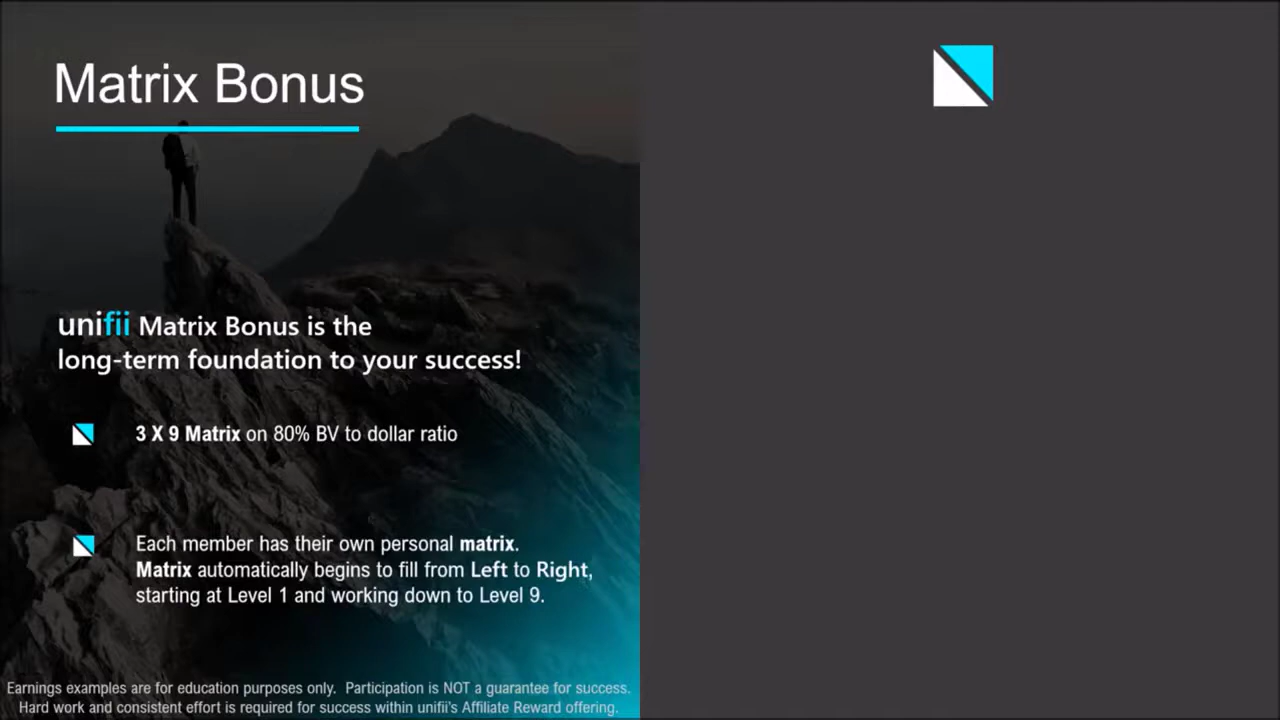 Matrix Bonus
unifii Matrix Bonus is the
long-term foundation to your success!
3 X 9 Matrix on 80% BV to dollar ratio
Each member has their own personal matrix.
Matrix automatically begins to fill from Left to Right,
starting at Level 1 and working down to Level 9.
Earnings examples are for education purposes only. Participation is NOT a guarantee for success.
Hard work and consistent effort is required for success within unifii's Affiliate Reward offering.